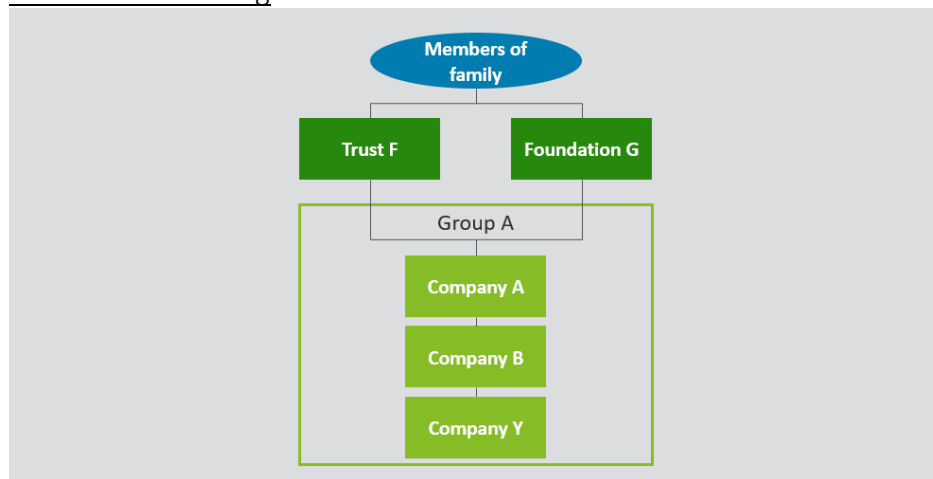 Members of
family
Trust F
Foundation G
Group A
Company A
Company B
Company Y